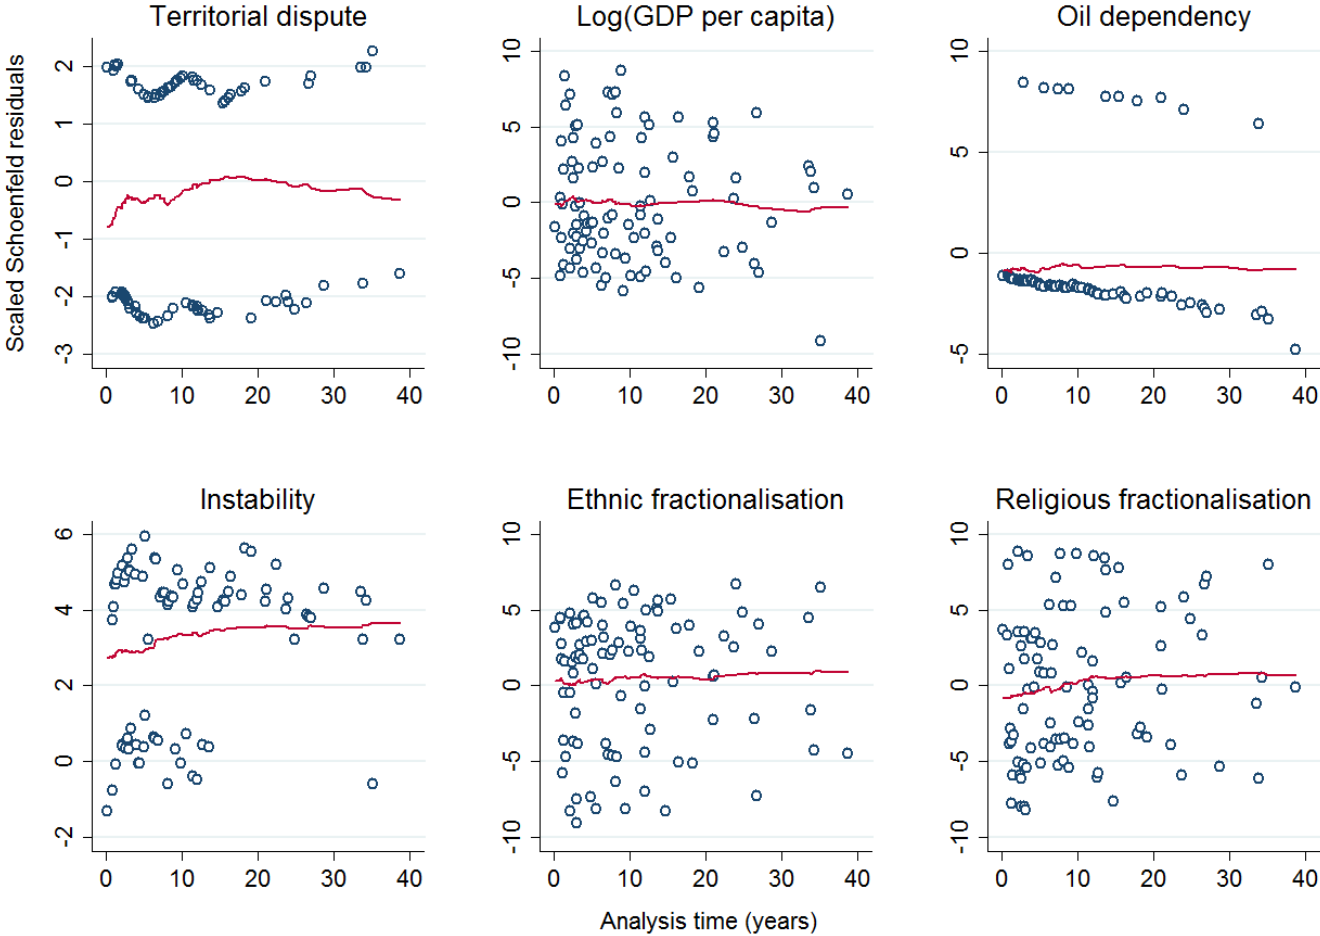 Territorial dispute
Log(GDP per capita)
Oil dependency
Scaled Schoenfeld residuals
2
1
0
-1
-2
-3
0 10 20 30 40
10
5
0
-5
-10
0 10 20 30 40
10
5
0
-5
0 10 20 30 40
Instability
Ethnic fractionalisation
Religious fractionalisation
6
4
2
0
-2
0 10 20 30 40
10
5
0
-5
-10
0 10 20 30 40
10
5
0
-5
-10
0 10 20 30 40
Analysis time (years)